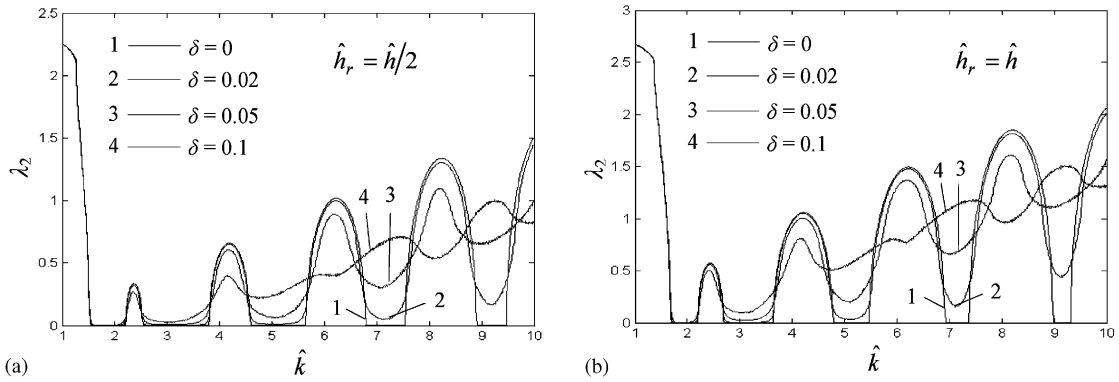 3
2.5
2
1.5
1
0.5
0
λ₂
1 δ = 0
2 δ = 0.02
3 δ = 0.05
4 δ = 0.1
ĥᵣ = ĥ/2
4 3
1 2
1 2 3 4 5 6 7 8 9 10
k̂
(a)
3
2.5
2
1.5
1
0.5
0
λ₂
1 δ = 0
2 δ = 0.02
3 δ = 0.05
4 δ = 0.1
ĥᵣ = ĥ
4 3
1 2
1 2 3 4 5 6 7 8 9 10
k̂
(b)